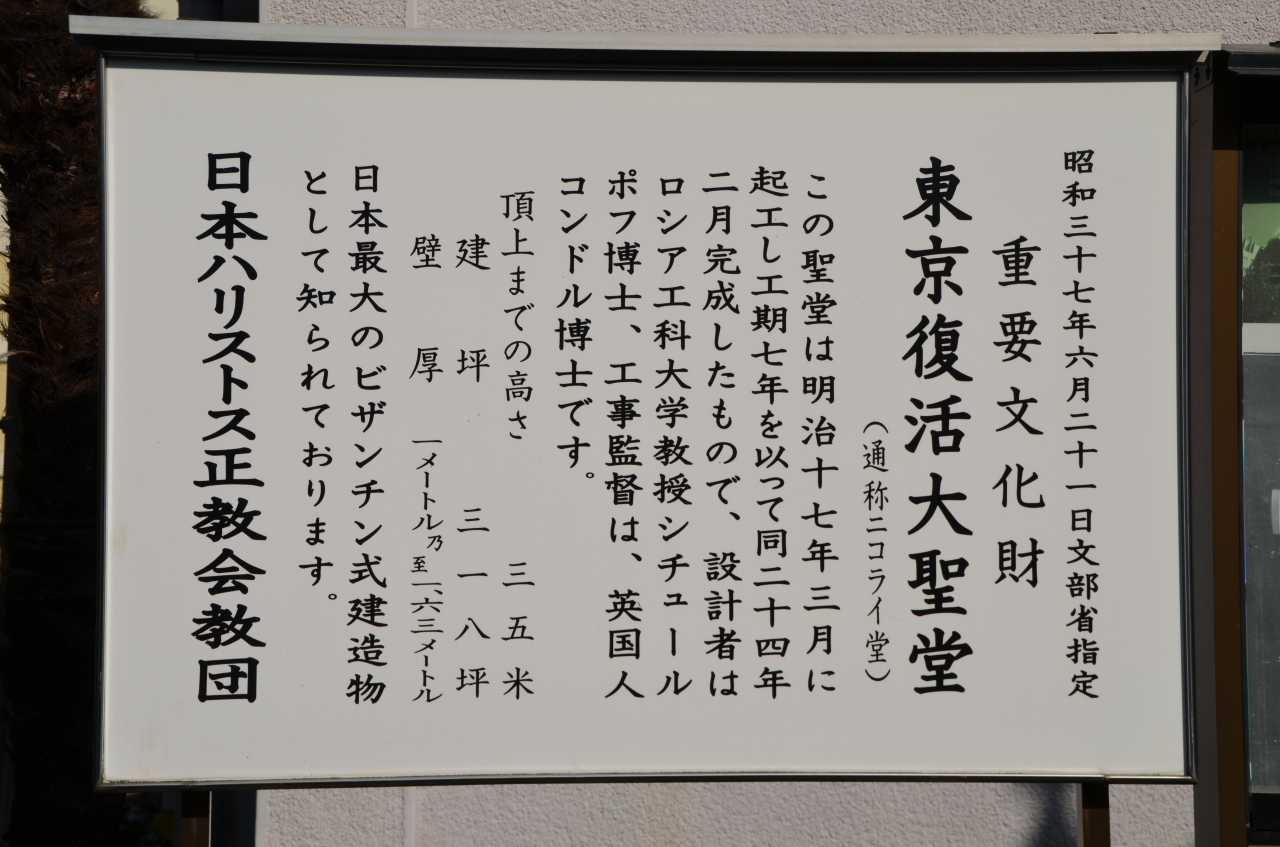 昭和三十七年六月二十一日文部省指定
重要文化財
東京復活大聖堂
（通称ニコライ堂）
この聖堂は明治十七年三月に
起工し工期七年を以って同二十四年
二月完成したもので、設計者は
ロシア工科大学教授シチュール
ポフ博士、工事監督は、英国人
コンドル博士です。
頂上までの高さ 三五米
建坪 三一八坪
壁厚 一メートル乃至一、六三メートル
日本最大のビザンチン式建造物
として知られております。
日本ハリストス正教会教団